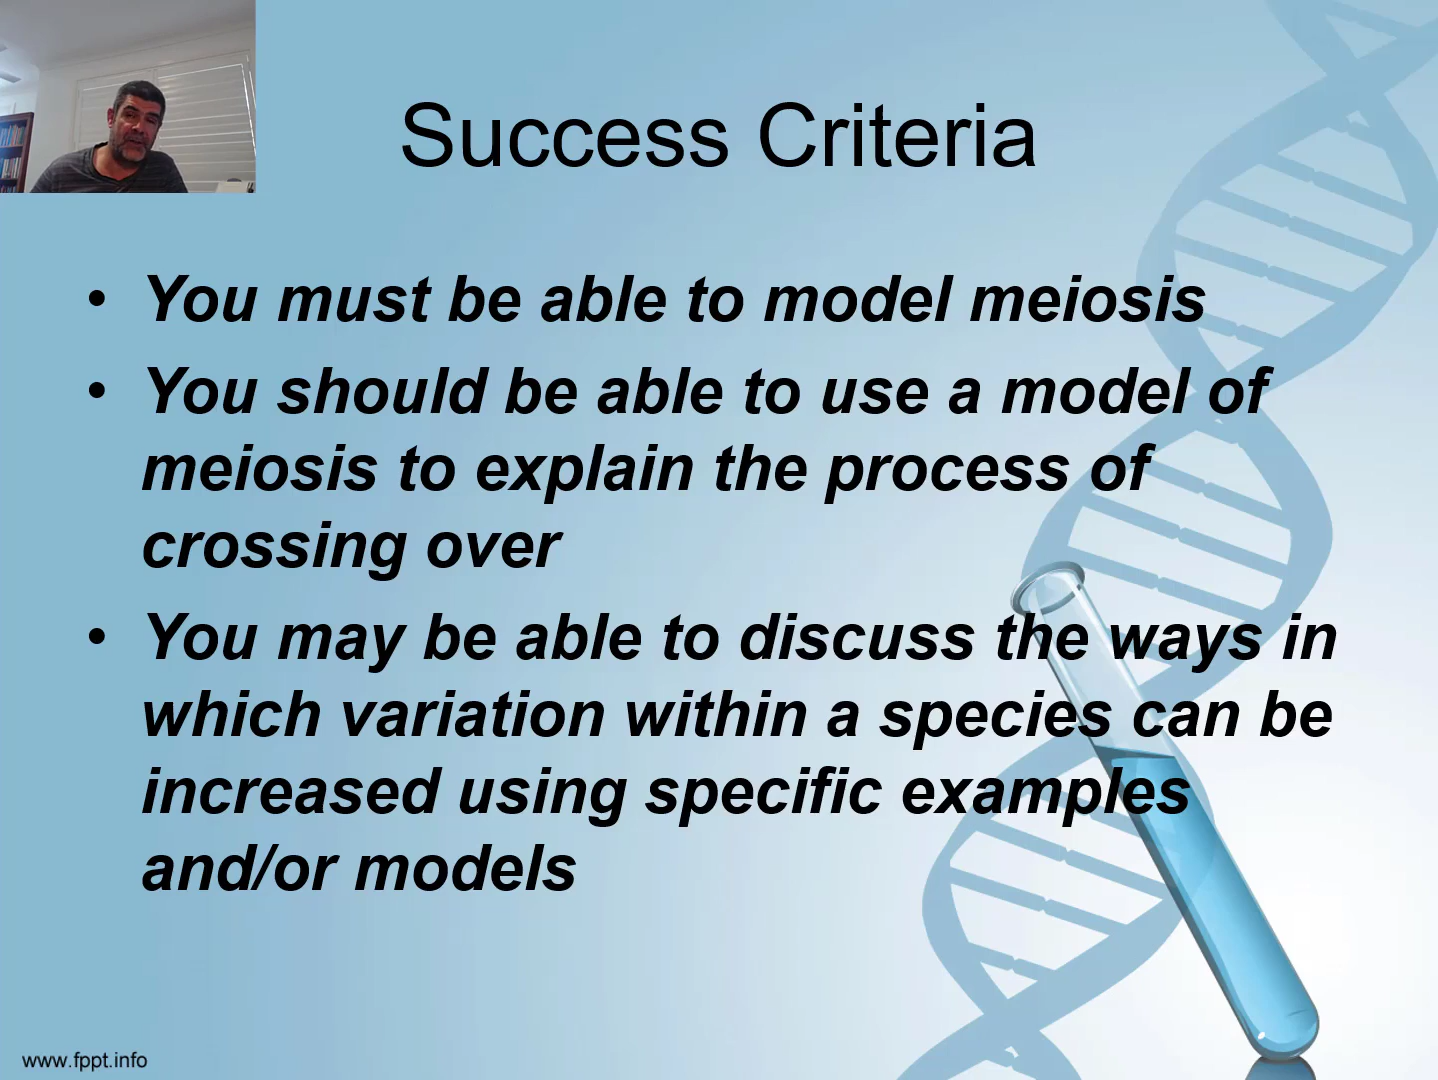 Success Criteria
• You must be able to model meiosis
• You should be able to use a model of
meiosis to explain the process of
crossing over
• You may be able to discuss the ways in
which variation within a species can be
increased using specific examples
and/or models
www.fppt.info